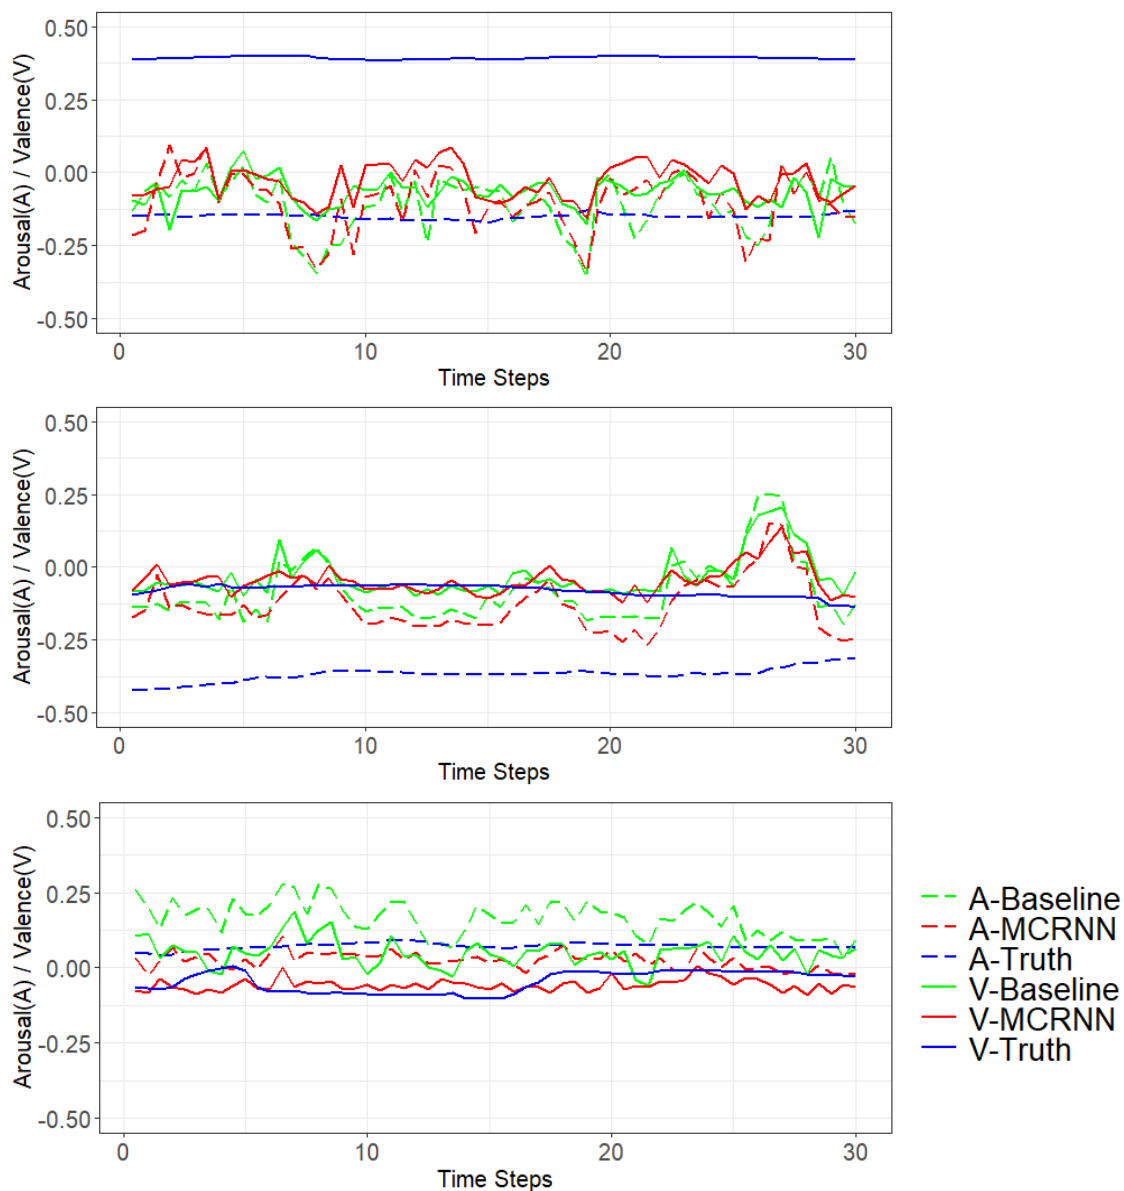 0.50
0.25
0.00
-0.25
-0.50
Arousal(A) / Valence(V)
0 10 20 30
Time Steps
0.50
0.25
0.00
-0.25
-0.50
Arousal(A) / Valence(V)
0 10 20 30
Time Steps
0.50
0.25
0.00
-0.25
-0.50
Arousal(A) / Valence(V)
0 10 20 30
Time Steps
A-Baseline
A-MCRNN
A-Truth
V-Baseline
V-MCRNN
V-Truth